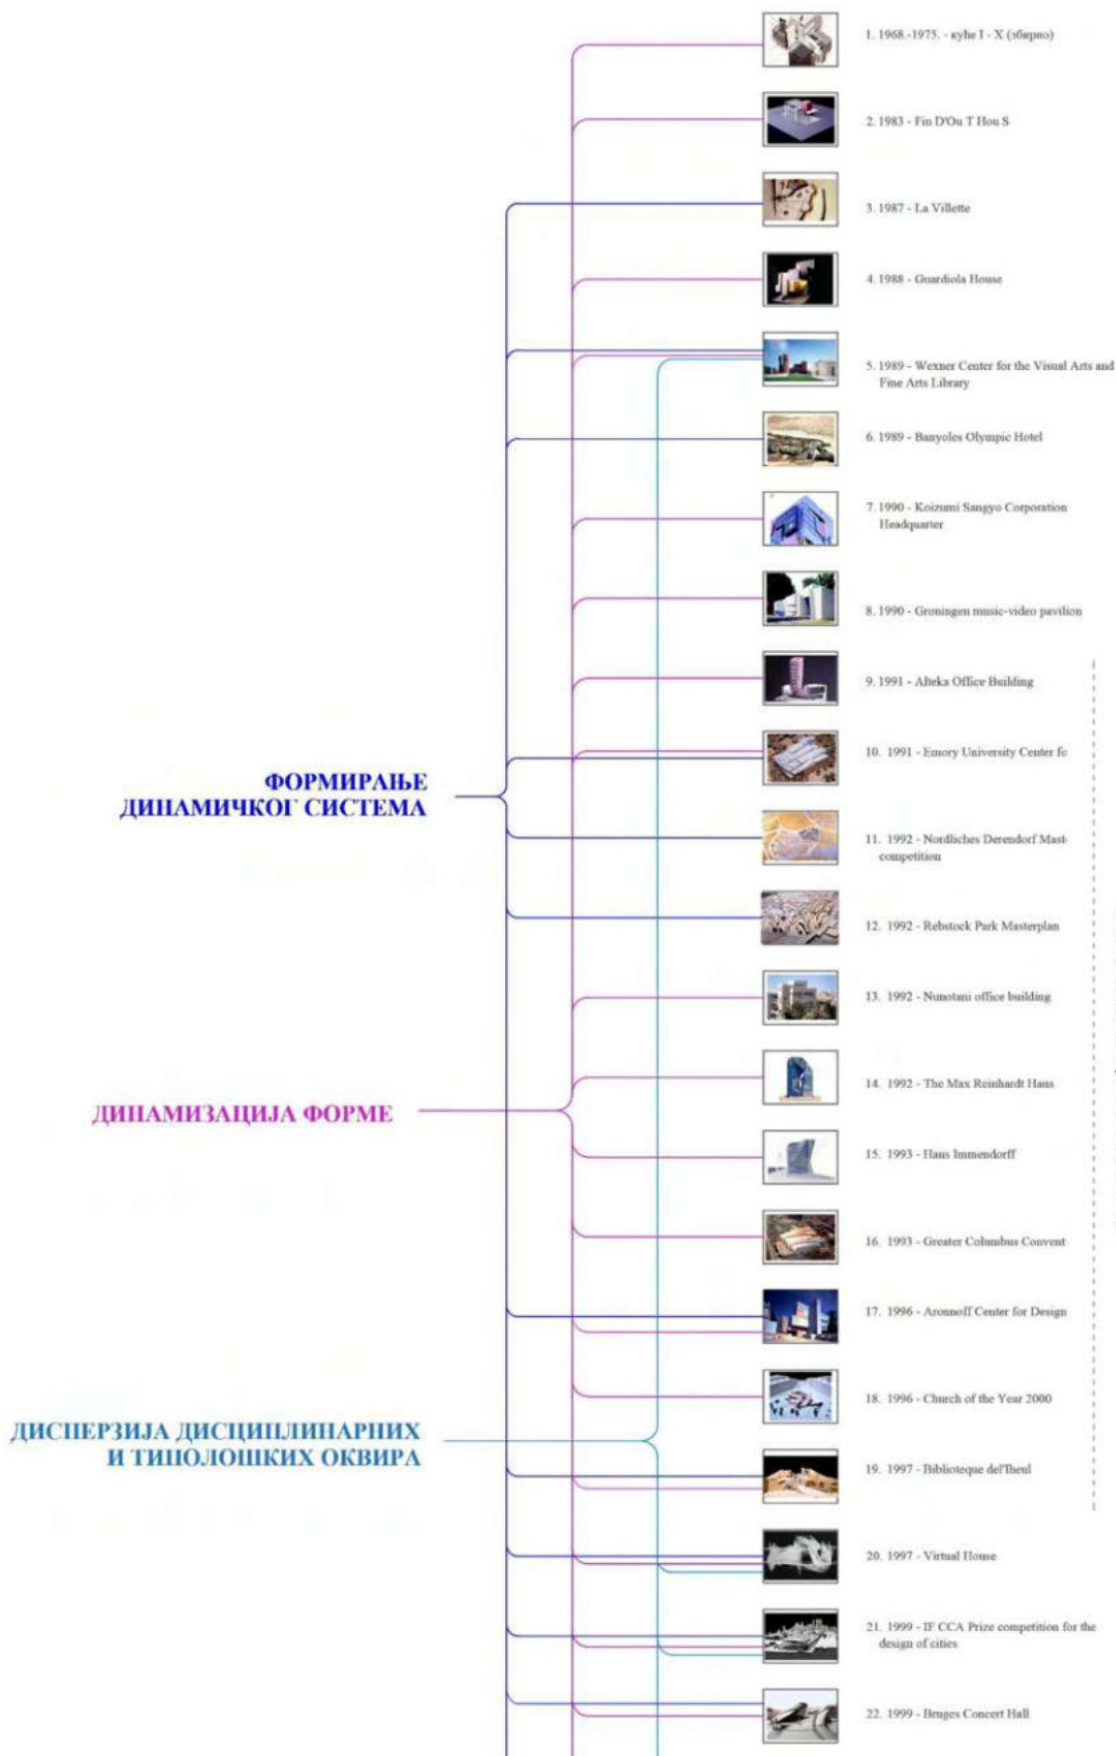 1. 1968.-1975. - куће I - X (збирно)
2. 1983 - Fin D'Ou T Hou S
3. 1987 - La Villette
4. 1988 - Guardiola House
5. 1989 - Wexner Center for the Visual Arts and
Fine Arts Library
6. 1989 - Banyoles Olympic Hotel
7. 1990 - Koizumi Sangyo Corporation
Headquarter
8. 1990 - Groningen music-video pavilion
9. 1991 - Alteka Office Building
10. 1991 - Emory University Center fo
ФОРМИРАЊЕ
ДИНАМИЧКОГ СИСТЕМА
11. 1992 - Nordliches Derendorf Mast
competition
12. 1992 - Rebstock Park Masterplan
13. 1992 - Nunotani office building
14. 1992 - The Max Reinhardt Haus
ДИНАМИЗАЦИЈА ФОРМЕ
15. 1993 - Haus Immendorff
16. 1993 - Greater Columbus Convent
17. 1996 - Aronnoff Center for Design
18. 1996 - Church of the Year 2000
ДИСПЕРЗИЈА ДИСЦИПЛИНАРНИХ
И ТИПОЛОШКИХ ОКВИРА
19. 1997 - Biblioteque del'Iheul
20. 1997 - Virtual House
21. 1999 - IF CCA Prize competition for the
design of cities
22. 1999 - Bruges Concert Hall